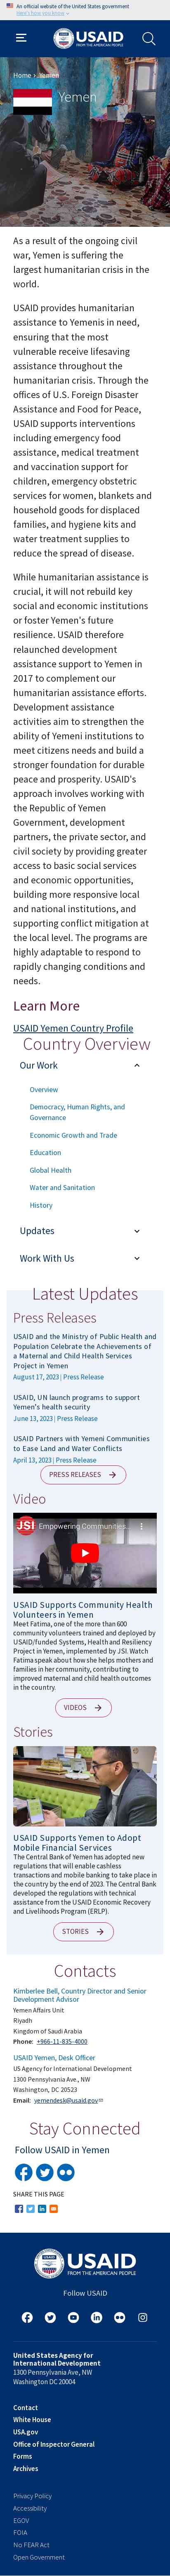 An official website of the United States government
Here's how you know
USAID
FROM THE AMERICAN PEOPLE
Home › Yemen
Yemen
As a result of the ongoing civil
war, Yemen is suffering the
largest humanitarian crisis in the
world.
USAID provides humanitarian
assistance to Yemenis in need,
ensuring that the most
vulnerable receive lifesaving
assistance throughout the
humanitarian crisis. Through the
offices of U.S. Foreign Disaster
Assistance and Food for Peace,
USAID supports interventions
including emergency food
assistance, medical treatment for
children, emergency obstetric
services for women, blankets and
household goods for displaced
families, and hygiene kits and
water treatment supplies to
combat the spread of disease.
While humanitarian assistance is
crucial, it will not rebuild key
social and economic institutions
or foster Yemen's future
resilience. USAID therefore
relaunched development
assistance support to Yemen in
2017 to complement our
humanitarian assistance efforts.
Development assistance
activities aim to strengthen the
ability of Yemeni institutions to
meet citizens needs and build a
stronger foundation for durable
peace and prosperity. USAID's
approach involves working with
the Republic of Yemen
Government, development
partners, the private sector, and
civil society by providing greater
access to basic social services
and economic opportunities,
building more responsive local
and national institutions, and
supporting conflict mitigation at
the local level. The programs are
highly adaptable to respond to
rapidly changing conditions and
needs.
Learn More
USAID Yemen Country Profile
Country Overview
Our Work
Overview
Democracy, Human Rights, and
Governance
Economic Growth and Trade
Education
Global Health
Water and Sanitation
History
Updates
Work With Us
Latest Updates
Press Releases
USAID and the Ministry of Public Health and
Population Celebrate the Achievements of
a Maternal and Child Health Services
Project in Yemen
August 17, 2023 | Press Release
USAID, UN launch programs to support
Yemen's health security
June 13, 2023 | Press Release
USAID Partners with Yemeni Communities
to Ease Land and Water Conflicts
April 13, 2023 | Press Release
PRESS RELEASES
Video
JSI Empowering Communities...
USAID Supports Community Health
Volunteers in Yemen
Meet Fatima, one of the more than 600
community volunteers trained and deployed by
USAID/funded Systems, Health and Resiliency
Project in Yemen, implemented by JSI. Watch
Fatima speak about how she helps mothers and
families in her community, contributing to
improved maternal and child health outcomes
in the country.
VIDEOS
Stories
USAID Supports Yemen to Adopt
Mobile Financial Services
The Central Bank of Yemen has adopted new
regulations that will enable cashless
transactions and mobile banking to take place in
the country by the end of 2023. The Central
Bank developed the regulations with technical
assistance from the USAID Economic Recovery
and Livelihoods Program (ERLP).
STORIES
Contacts
Kimberlee Bell, Country Director and Senior
Development Advisor
Yemen Affairs Unit
Riyadh
Kingdom of Saudi Arabia
Phone: +966-11-835-4000
USAID Yemen, Desk Officer
US Agency for International Development
1300 Pennsylvania Ave., NW
Washington, DC 20523
Email: yemendesk@usaid.gov
Stay Connected
Follow USAID in Yemen
SHARE THIS PAGE
USAID
FROM THE AMERICAN PEOPLE
Follow USAID
United States Agency for
International Development
1300 Pennsylvania Ave, NW
Washington DC 20004
Contact
White House
USA.gov
Office of Inspector General
Forms
Archives
Privacy Policy
Accessibility
EGOV
FOIA
No FEAR Act
Open Government